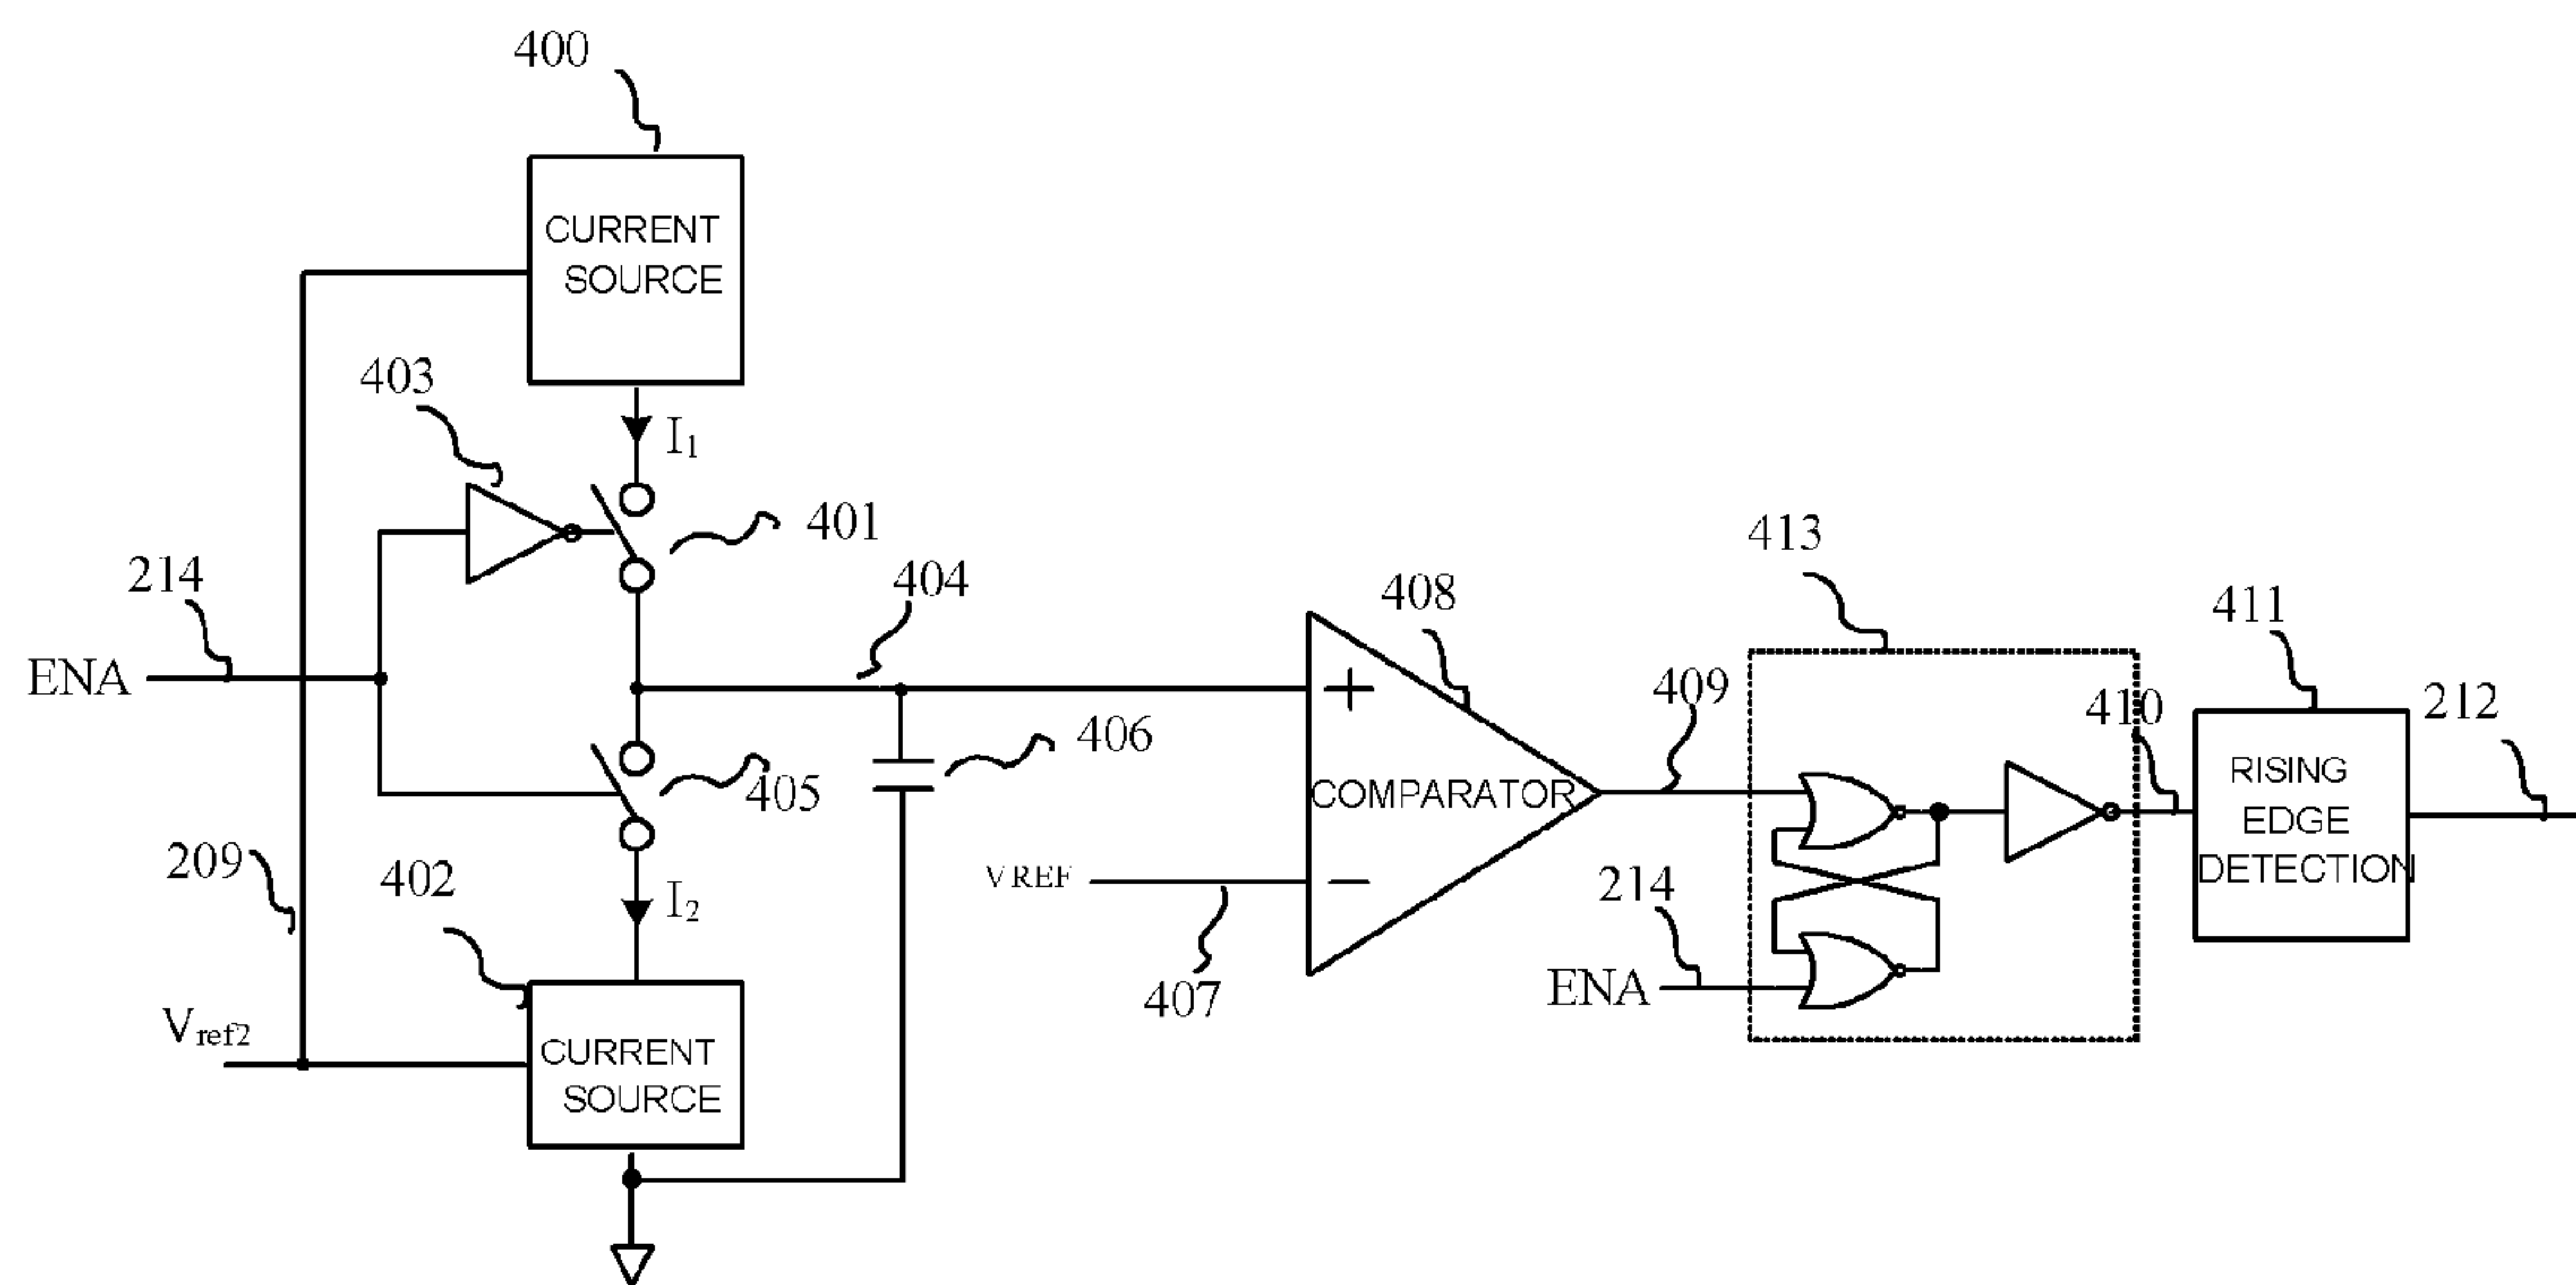 400
CURRENT
SOURCE
403
I₁
401
214
404
413
408
411
ENA
409
410
212
406
405
COMPARATOR
RISING
EDGE
DETECTION
209
402
I₂
VREF
214
407
ENA
Vref2
CURRENT
SOURCE